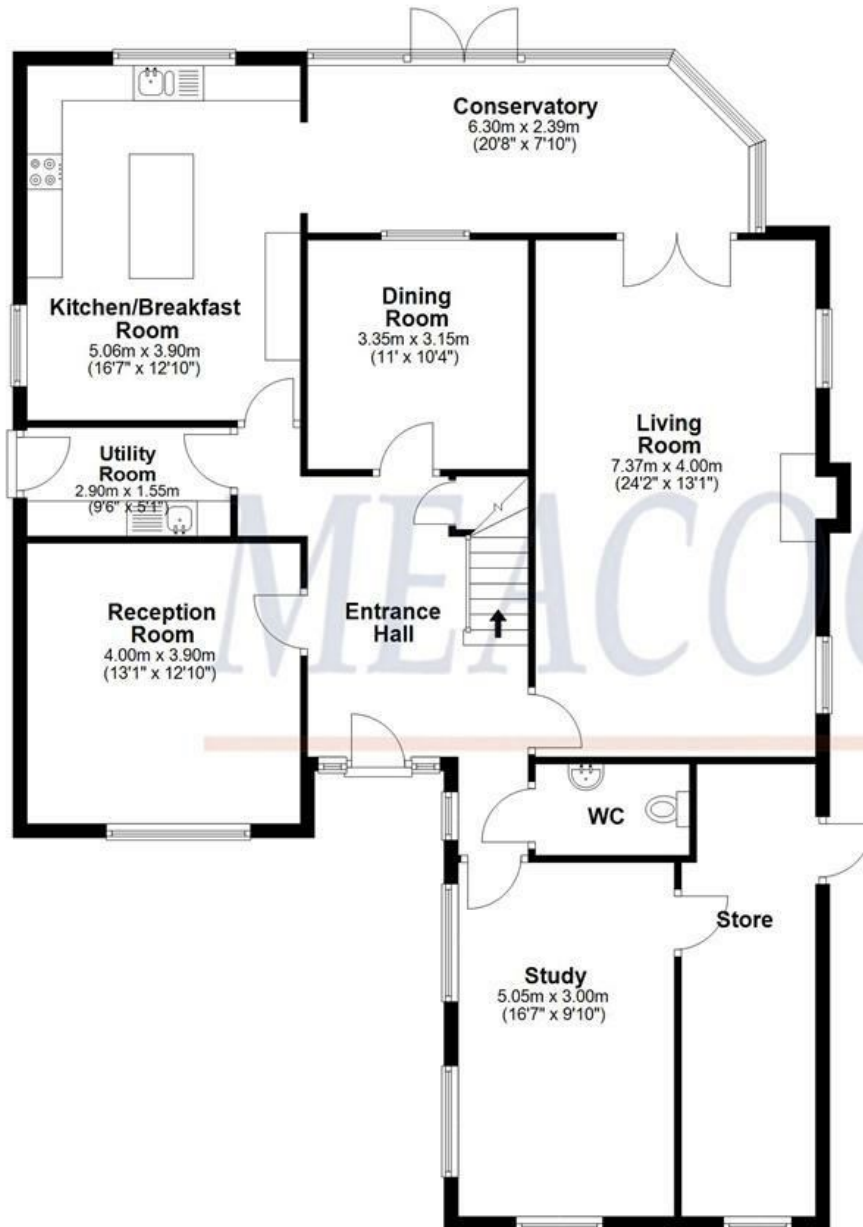 Conservatory
6.30m x 2.39m
(20'8" x 7'10")
Kitchen/Breakfast
Room
5.06m x 3.90m
(16'7" x 12'10")
Dining
Room
3.35m x 3.15m
(11' x 10'4")
Living
Room
7.37m x 4.00m
(24'2" x 13'1")
Utility
Room
2.90m x 1.55m
(9'6" x 5'1")
Reception
Room
4.00m x 3.90m
(13'1" x 12'10")
Entrance
Hall
WC
Store
Study
5.05m x 3.00m
(16'7" x 9'10")